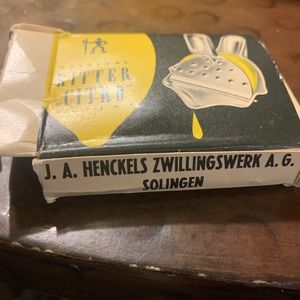 RITTER
CITRO
J. A. HENCKELS ZWILLINGSWERK A. G.
SOLINGEN